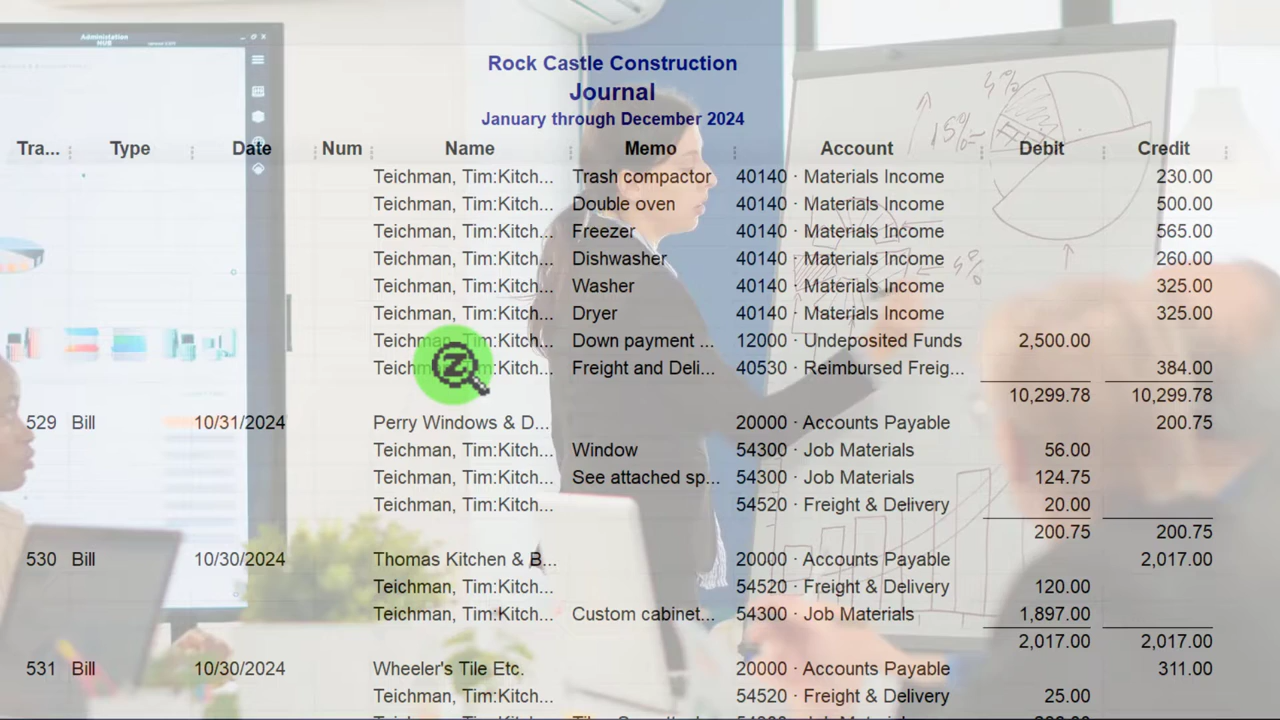 Administation
HUB
Rock Castle Construction
Journal
January through December 2024
Tra... Type Date Num Name Memo Account Debit Credit
Teichman, Tim:Kitch... Trash compactor 40140 · Materials Income 230.00
Teichman, Tim:Kitch... Double oven 40140 · Materials Income 500.00
Teichman, Tim:Kitch... Freezer 40140 · Materials Income 565.00
Teichman, Tim:Kitch... Dishwasher 40140 · Materials Income 260.00
Teichman, Tim:Kitch... Washer 40140 · Materials Income 325.00
Teichman, Tim:Kitch... Dryer 40140 · Materials Income 325.00
Teichman, Tim:Kitch... Down payment ... 12000 · Undeposited Funds 2,500.00
Teichman, Tim:Kitch... Freight and Deli... 40530 · Reimbursed Freig... 384.00
10,299.78 10,299.78
529 Bill 10/31/2024 Perry Windows & D... 20000 · Accounts Payable 200.75
Teichman, Tim:Kitch... Window 54300 · Job Materials 56.00
Teichman, Tim:Kitch... See attached sp... 54300 · Job Materials 124.75
Teichman, Tim:Kitch... 54520 · Freight & Delivery 20.00
200.75 200.75
530 Bill 10/30/2024 Thomas Kitchen & B... 20000 · Accounts Payable 2,017.00
Teichman, Tim:Kitch... 54520 · Freight & Delivery 120.00
Teichman, Tim:Kitch... Custom cabinet... 54300 · Job Materials 1,897.00
2,017.00 2,017.00
531 Bill 10/30/2024 Wheeler's Tile Etc. 20000 · Accounts Payable 311.00
Teichman, Tim:Kitch... 54520 · Freight & Delivery 25.00
15%